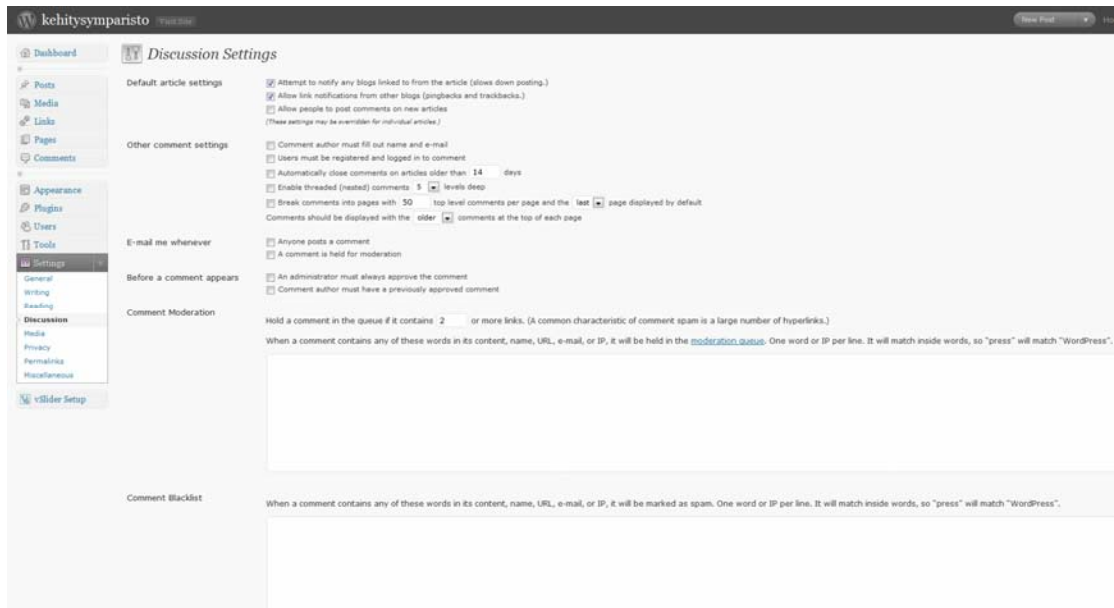 kehitysymparisto Visit Site
New Post
Dashboard
Posts
Media
Links
Pages
Comments
Appearance
Plugins
Users
Tools
Settings
General
Writing
Reading
Discussion
Media
Privacy
Permalinks
Miscellaneous
vSlider Setup
Discussion Settings
Default article settings
Attempt to notify any blogs linked to from the article (slows down posting.)
Allow link notifications from other blogs (pingbacks and trackbacks.)
Allow people to post comments on new articles
(These settings may be overridden for individual articles.)
Other comment settings
Comment author must fill out name and e-mail
Users must be registered and logged in to comment
Automatically close comments on articles older than 14 days
Enable threaded (nested) comments 5 levels deep
Break comments into pages with 50 top level comments per page and the last page displayed by default
Comments should be displayed with the older comments at the top of each page
E-mail me whenever
Anyone posts a comment
A comment is held for moderation
Before a comment appears
An administrator must always approve the comment
Comment author must have a previously approved comment
Comment Moderation
Hold a comment in the queue if it contains 2 or more links. (A common characteristic of comment spam is a large number of hyperlinks.)
When a comment contains any of these words in its content, name, URL, e-mail, or IP, it will be held in the moderation queue. One word or IP per line. It will match inside words, so "press" will match "WordPress".
Comment Blacklist
When a comment contains any of these words in its content, name, URL, e-mail, or IP, it will be marked as spam. One word or IP per line. It will match inside words, so "press" will match "WordPress".